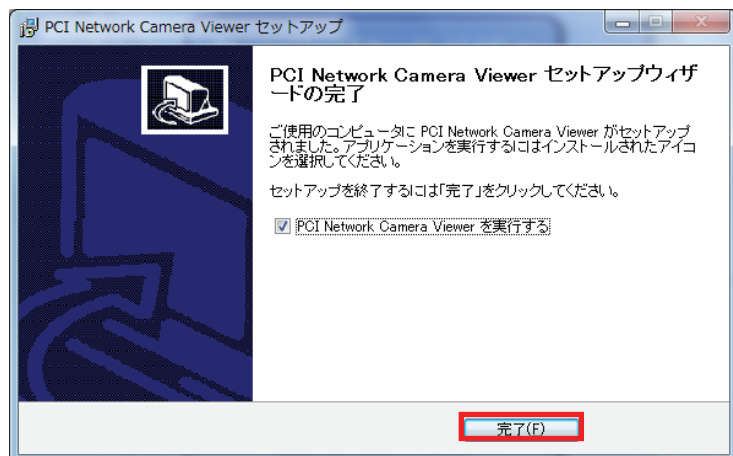 PCI Network Camera Viewer セットアップ
PCI Network Camera Viewer セットアップウィザ
ードの完了
ご使用のコンピュータに PCI Network Camera Viewer がセットアップ
されました。アプリケーションを実行するにはインストールされたアイコ
ンを選択してください。
セットアップを終了するには「完了」をクリックしてください。
PCI Network Camera Viewer を実行する
完了(F)